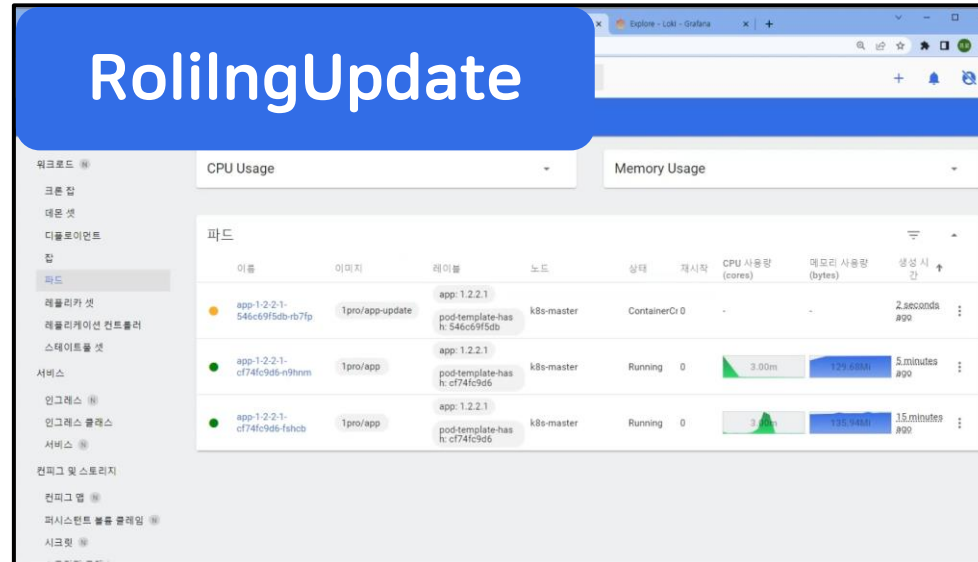 RolilngUpdate
Explore - Loki - Grafana
워크로드 N
크론 잡
데몬 셋
디플로이먼트
잡
파드
레플리카 셋
레플리케이션 컨트롤러
스테이트풀 셋
서비스
인그레스 N
인그레스 클래스
서비스 N
컨피그 및 스토리지
컨피그 맵 N
퍼시스턴트 볼륨 클레임 N
시크릿 N
CPU Usage
Memory Usage
파드
이름 이미지 레이블 노드 상태 재시작 CPU 사용량 (cores) 메모리 사용량 (bytes) 생성 시간
app-1-2-2-1-
546c69f5db-rb7fp
1pro/app-update
app: 1.2.2.1
pod-template-has
h: 546c69f5db
k8s-master
ContainerCr 0
-
-
2 seconds
ago
app-1-2-2-1-
cf74fc9d6-n9hnm
1pro/app
app: 1.2.2.1
pod-template-has
h: cf74fc9d6
k8s-master
Running 0
3.00m
129.68Mi
5 minutes
ago
app-1-2-2-1-
cf74fc9d6-fshcb
1pro/app
app: 1.2.2.1
pod-template-has
h: cf74fc9d6
k8s-master
Running 0
3.00m
135.94Mi
15 minutes
ago